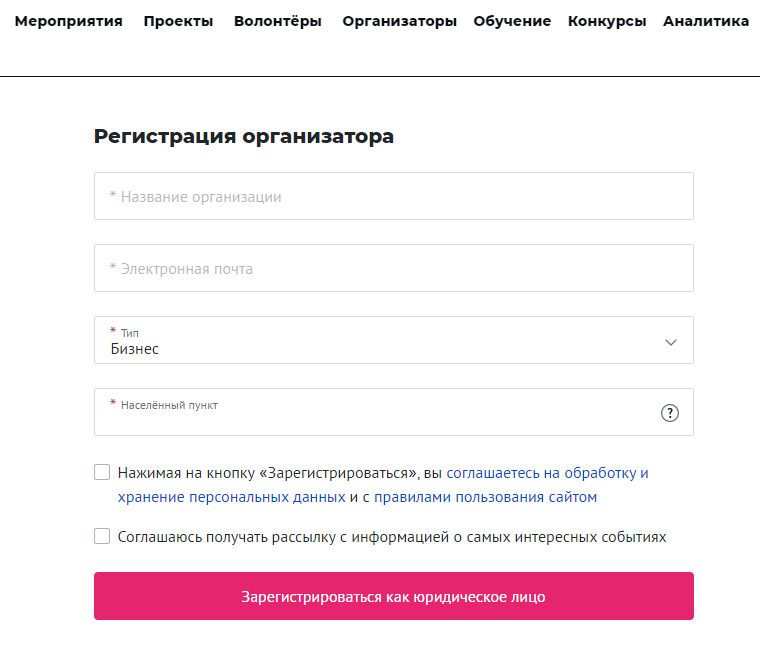 Мероприятия Проекты Волонтёры Организаторы Обучение Конкурсы Аналитика
Регистрация организатора
* Название организации
* Электронная почта
* Тип
Бизнес
* Населённый пункт
?
Нажимая на кнопку «Зарегистрироваться», вы соглашаетесь на обработку и
хранение персональных данных и с правилами пользования сайтом
Соглашаюсь получать рассылку с информацией о самых интересных событиях
Зарегистрироваться как юридическое лицо